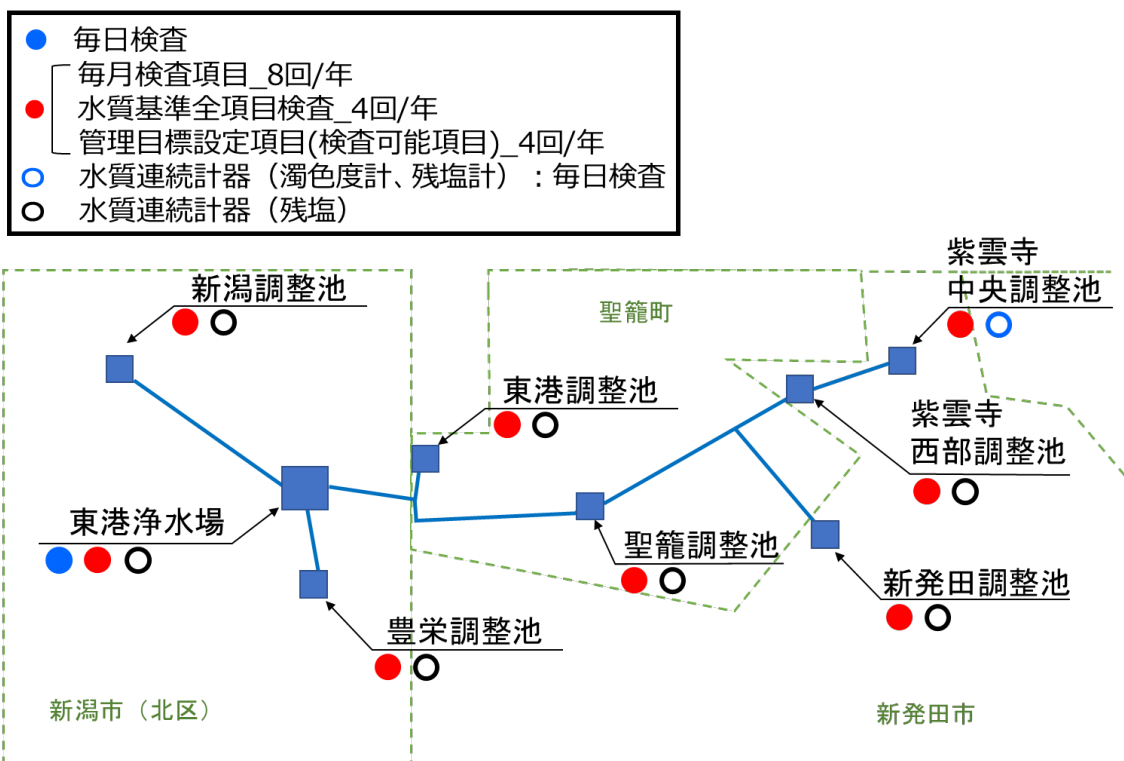 毎日検査
毎月検査項目_8回/年
水質基準全項目検査_4回/年
管理目標設定項目(検査可能項目)_4回/年
水質連続計器（濁色度計、残塩計）：毎日検査
水質連続計器（残塩）
紫雲寺
中央調整池
新潟調整池
聖籠町
東港調整池
紫雲寺
西部調整池
東港浄水場
聖籠調整池
新発田調整池
豊栄調整池
新潟市（北区）
新発田市